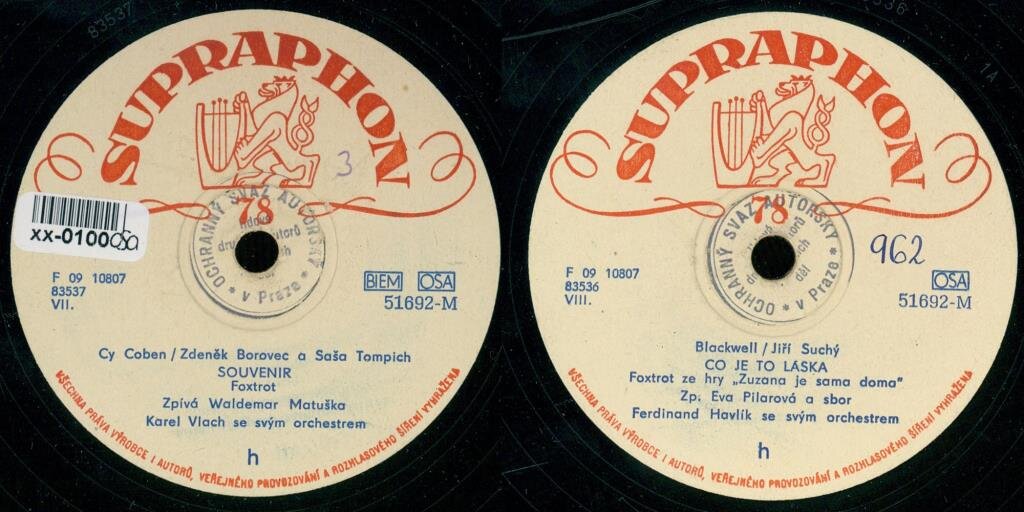 83537
SUPRAPHON
3
78
OCHRANNÝ SVAZ AUTORSKÝ
v Praze
XX-0100
F 09 10807
83537
VII.
BIEM OSA
51692-M
Cy Coben / Zdeněk Borovec a Saša Tompich
SOUVENIR
Foxtrot
Zpívá Waldemar Matuška
Karel Vlach se svým orchestrem
h
VŠECHNA PRÁVA VÝROBCE I AUTORŮ, VEŘEJNÉHO PROVOZOVÁNÍ A ROZHLASOVÉHO ŠÍŘENÍ VYHRAŽENA
1A
SUPRAPHON
78
OCHRANNÝ SVAZ AUTORSKÝ
děl
v Praze
962
F 09 10807
83536
VIII.
OSA
51692-M
Blackwell / Jiří Suchý
CO JE TO LÁSKA
Foxtrot ze hry „Zuzana je sama doma"
Zp. Eva Pilarová a sbor
Ferdinand Havlík se svým orchestrem
h
VŠECHNA PRÁVA VÝROBCE I AUTORŮ, VEŘEJNÉHO PROVOZOVÁNÍ A ROZHLASOVÉHO ŠÍŘENÍ VYHRAŽENA